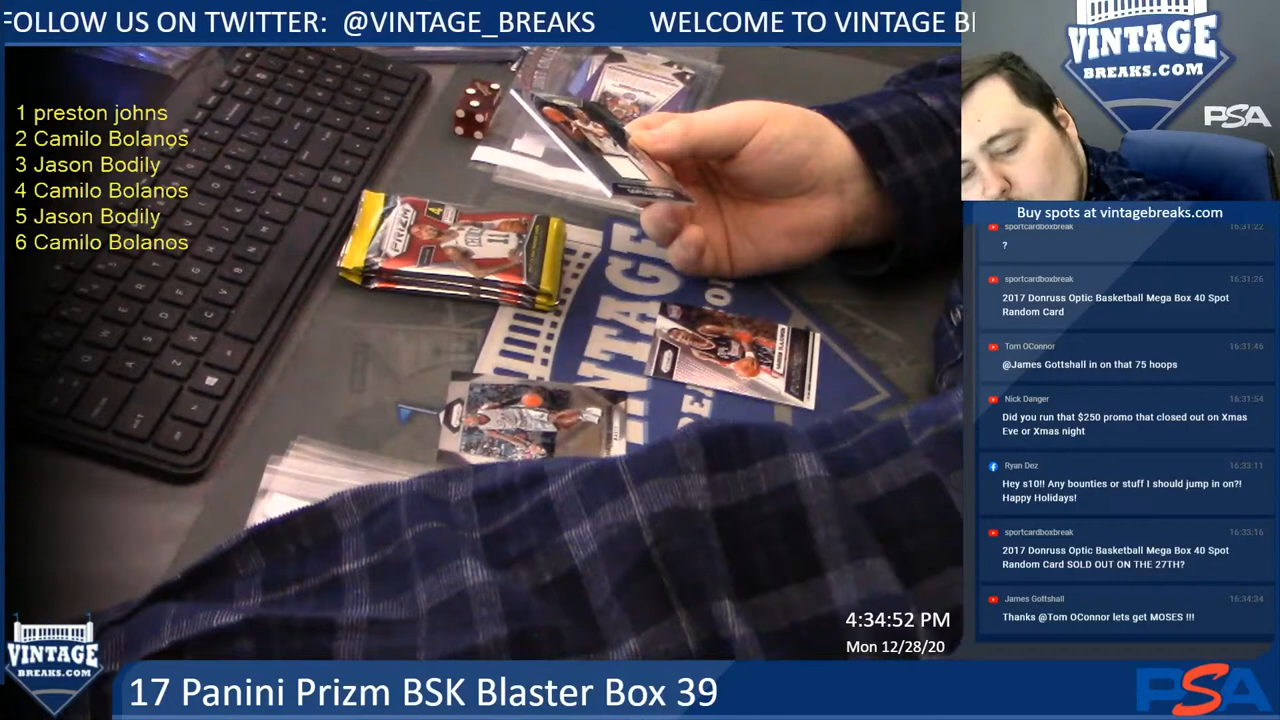 FOLLOW US ON TWITTER: @VINTAGE_BREAKS WELCOME TO VINTAGE
VINTAGE
BREAKS.COM
PSA
1 preston johns
2 Camilo Bolanos
3 Jason Bodily
4 Camilo Bolanos
5 Jason Bodily
6 Camilo Bolanos
PRIZM
4
VINTAGE
Buy spots at vintagebreaks.com
sportcardboxbreak 16:31:22
?
sportcardboxbreak 16:31:26
2017 Donruss Optic Basketball Mega Box 40 Spot
Random Card
Tom OConnor 16:31:46
@James Gottshall in on that 75 hoops
Nick Danger 16:31:54
Did you run that $250 promo that closed out on Xmas
Eve or Xmas night
Ryan Dez 16:33:11
Hey s10!! Any bounties or stuff I should jump in on?!
Happy Holidays!
sportcardboxbreak 16:33:16
2017 Donruss Optic Basketball Mega Box 40 Spot
Random Card SOLD OUT ON THE 27TH?
James Gottshall 16:34:34
Thanks @Tom OConnor lets get MOSES !!!
4:34:52 PM
Mon 12/28/20
VINTAGE
BREAKS.COM
17 Panini Prizm BSK Blaster Box 39
PSA